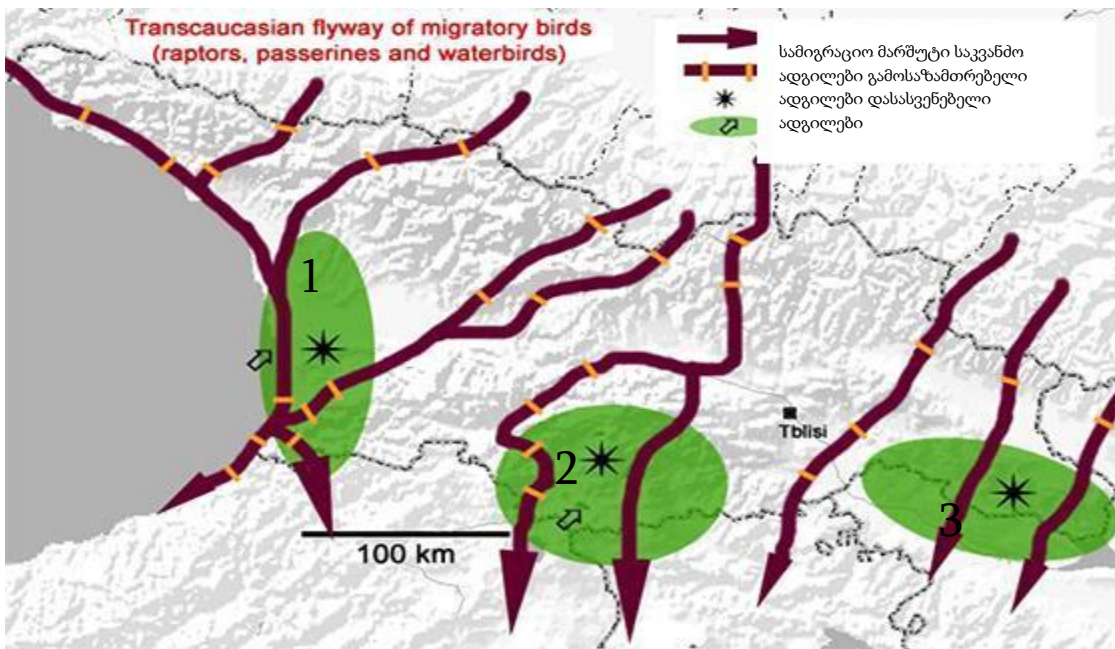 Transcaucasian flyway of migratory birds
(raptors, passerines and waterbirds)
სამიგრაციო მარშუტი საკვანძო
ადგილები გამოსაზამთრებელი
ადგილები დასასვენებელი
ადგილები
1
2
3
Tblisi
100 km